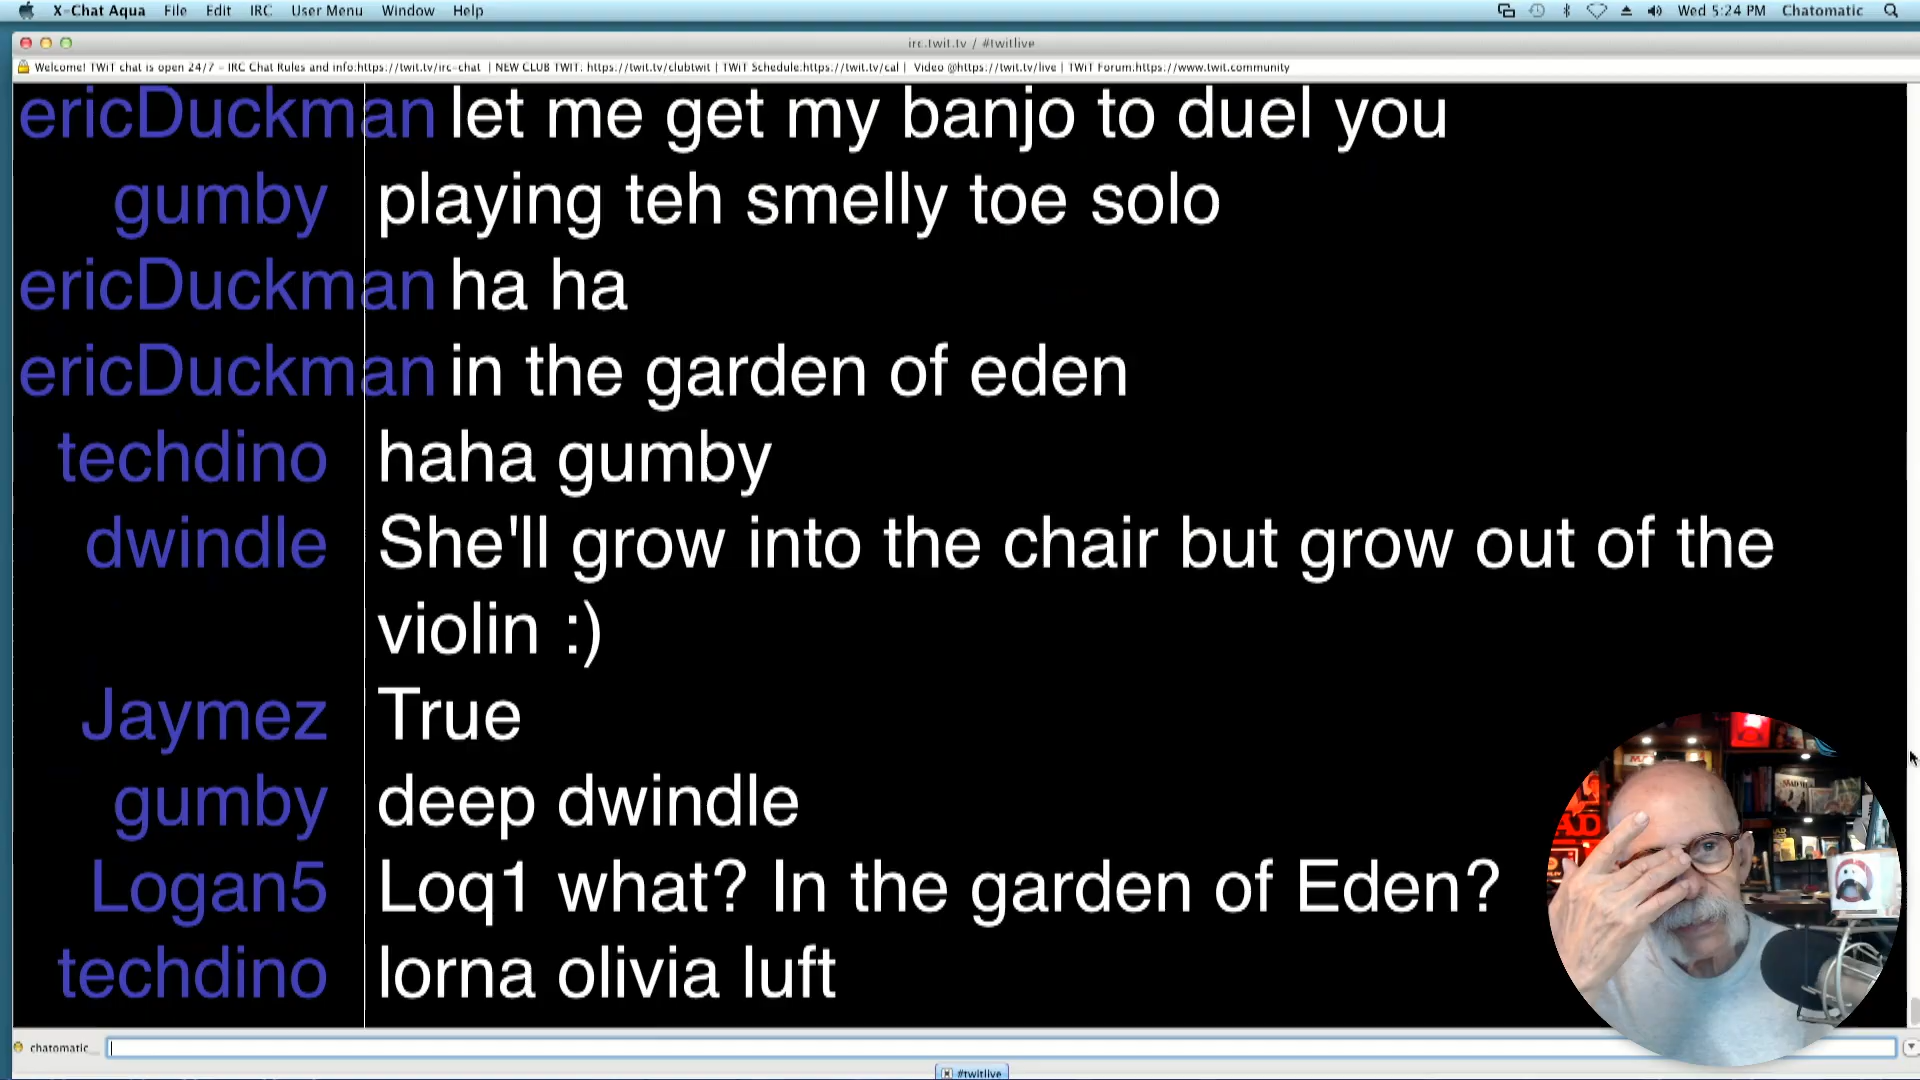 X-Chat Aqua File Edit IRC User Menu Window Help Wed 5:24 PM Chatomatic
irc.twit.tv / #twitlive
Welcome! TWiT chat is open 24/7 - IRC Chat Rules and info:https://twit.tv/irc-chat | NEW CLUB TWIT: https://twit.tv/clubtwit | TWiT Schedule:https://twit.tv/cal | Video @https://twit.tv/live | TWiT Forum:https://www.twit.community
ericDuckman let me get my banjo to duel you
gumby playing teh smelly toe solo
ericDuckman ha ha
ericDuckman in the garden of eden
techdino haha gumby
dwindle She'll grow into the chair but grow out of the
violin :)
Jaymez True
gumby deep dwindle
Logan5 Loq1 what? In the garden of Eden?
techdino lorna olivia luft
chatomatic_
#twitlive